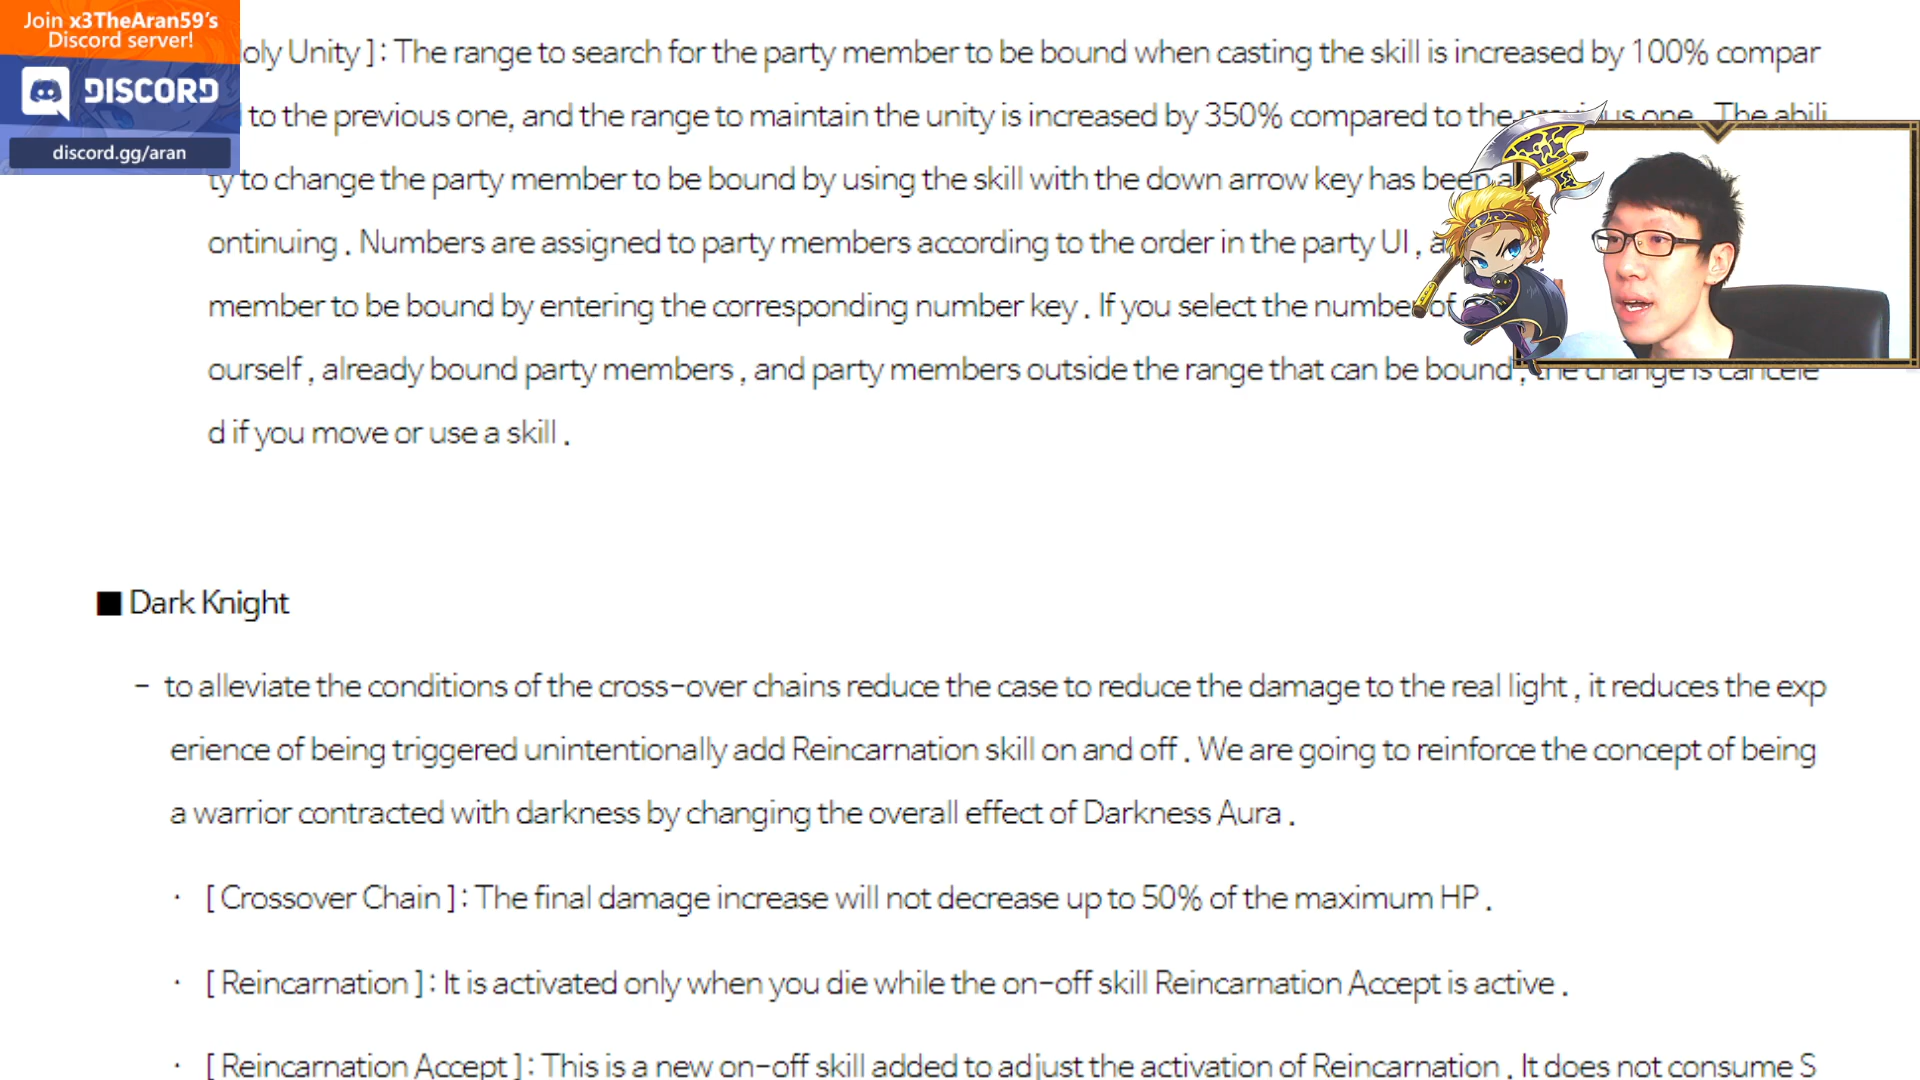 Join x3TheAran59's
Discord server!
DISCORD
discord.gg/aran
oly Unity ] : The range to search for the party member to be bound when casting the skill is increased by 100% compar
to the previous one, and the range to maintain the unity is increased by 350% compared to the previous one . The abili
ty to change the party member to be bound by using the skill with the down arrow key has been a
ontinuing . Numbers are assigned to party members according to the order in the party UI , a
member to be bound by entering the corresponding number key . If you select the number of
ourself , already bound party members , and party members outside the range that can be bound , the change is cancele
d if you move or use a skill .
■ Dark Knight
- to alleviate the conditions of the cross-over chains reduce the case to reduce the damage to the real light , it reduces the exp
erience of being triggered unintentionally add Reincarnation skill on and off . We are going to reinforce the concept of being
a warrior contracted with darkness by changing the overall effect of Darkness Aura .
· [ Crossover Chain ] : The final damage increase will not decrease up to 50% of the maximum HP .
· [ Reincarnation ] : It is activated only when you die while the on-off skill Reincarnation Accept is active .
· [ Reincarnation Accept ] : This is a new on-off skill added to adjust the activation of Reincarnation . It does not consume S